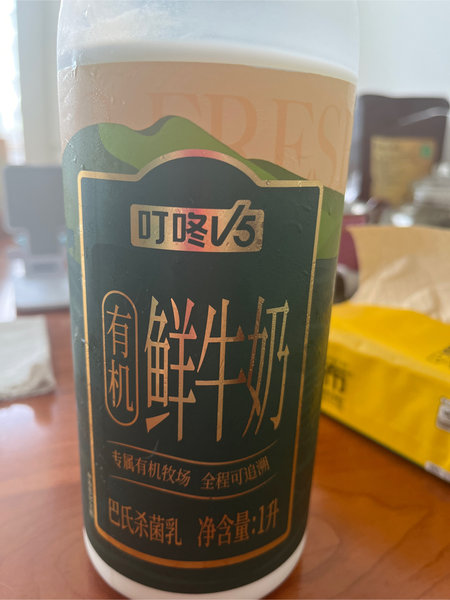 FRES
叮咚V5
有机
鲜牛奶
专属有机牧场 全程可追溯
巴氏杀菌乳 净含量:1升